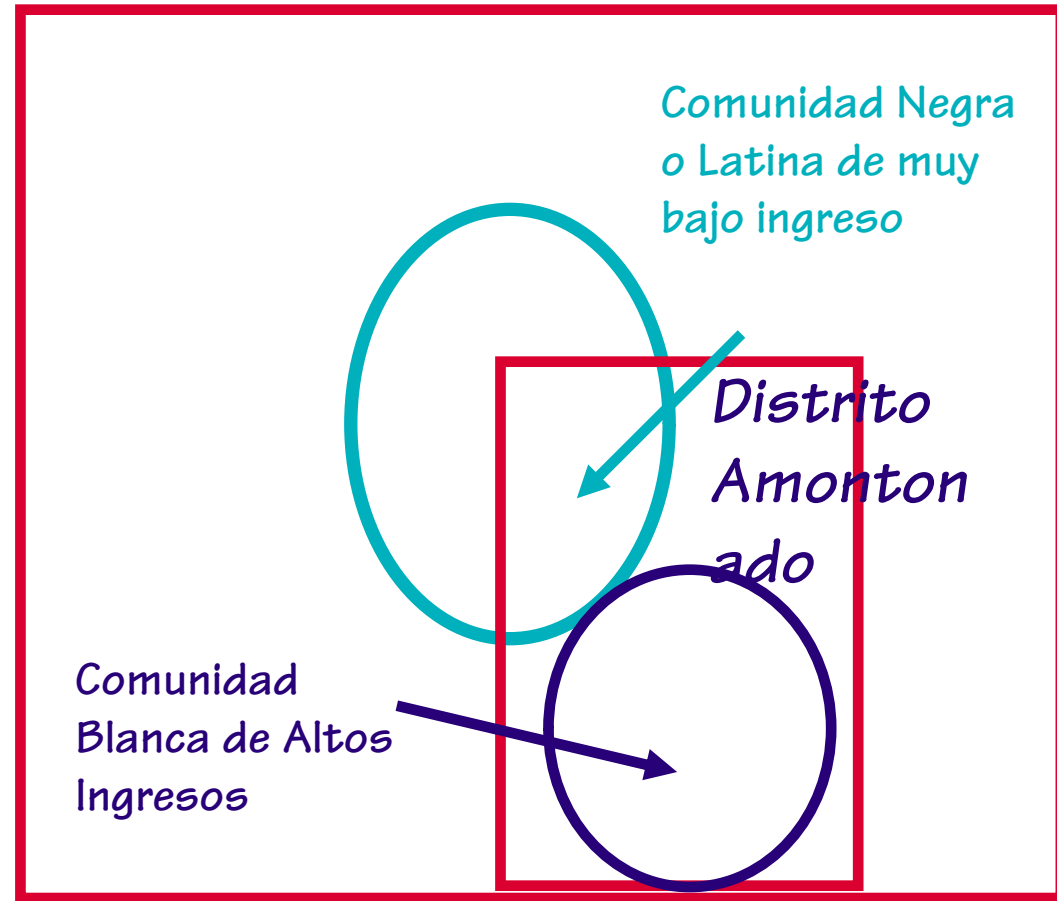 Comunidad Negra
o Latina de muy
bajo ingreso
Distrito
Amonton
ado
Comunidad
Blanca de Altos
Ingresos